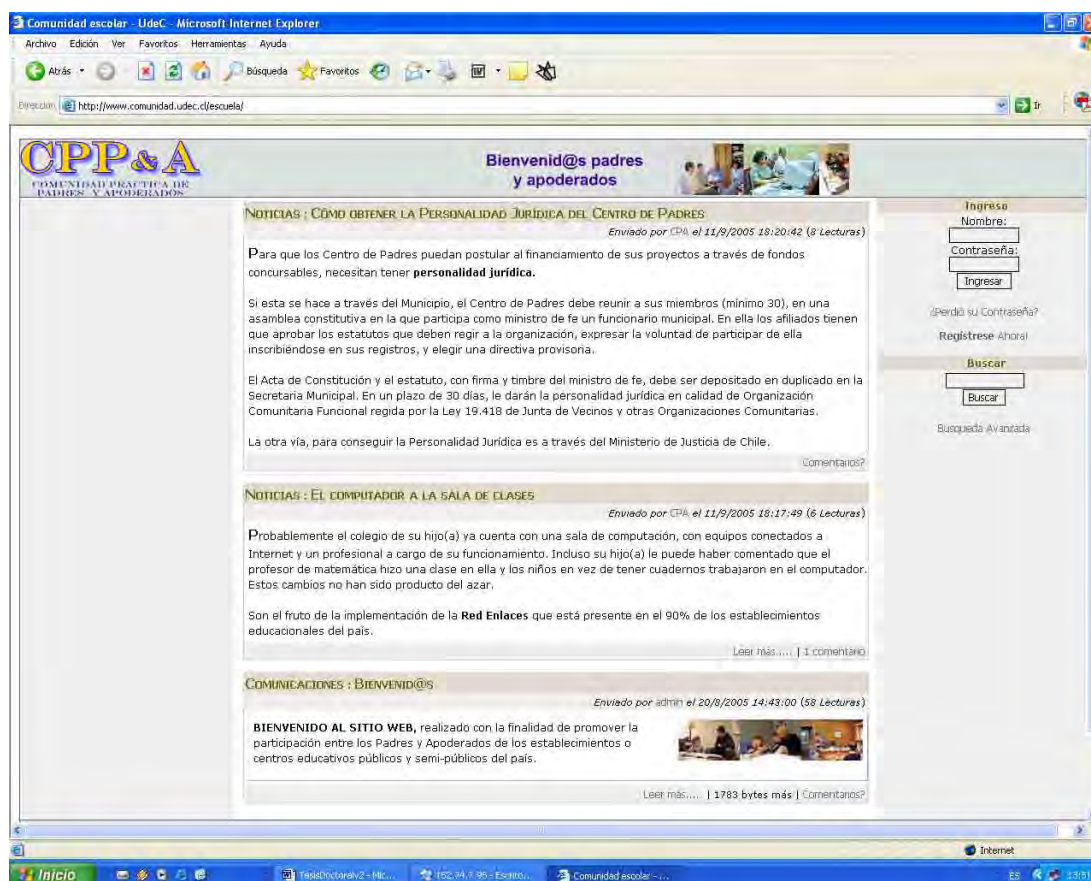 Comunidad escolar - UdeC - Microsoft Internet Explorer
Archivo Edición Ver Favoritos Herramientas Ayuda
Atrás Búsqueda Favoritos
Dirección http://www.comunidad.udec.cl/escuela/ Ir
CPP&A
COMUNIDAD PRACTICA DE
PADRES Y APODERADOS
Bienvenid@s padres
y apoderados
NOTICIAS : CÓMO OBTENER LA PERSONALIDAD JURÍDICA DEL CENTRO DE PADRES
Enviado por CPA el 11/9/2005 18:20:42 (8 Lecturas)
Para que los Centro de Padres puedan postular al financiamiento de sus proyectos a través de fondos
concursables, necesitan tener personalidad jurídica.
Si esta se hace a través del Municipio, el Centro de Padres debe reunir a sus miembros (mínimo 30), en una
asamblea constitutiva en la que participa como ministro de fe un funcionario municipal. En ella los afiliados tienen
que aprobar los estatutos que deben regir a la organización, expresar la voluntad de participar de ella
inscribiéndose en sus registros, y elegir una directiva provisoria.
El Acta de Constitución y el estatuto, con firma y timbre del ministro de fe, debe ser depositado en duplicado en la
Secretaria Municipal. En un plazo de 30 días, le darán la personalidad jurídica en calidad de Organización
Comunitaria Funcional regida por la Ley 19.418 de Junta de Vecinos y otras Organizaciones Comunitarias.
La otra vía, para conseguir la Personalidad Jurídica es a través del Ministerio de Justicia de Chile.
Comentarios?
NOTICIAS : EL COMPUTADOR A LA SALA DE CLASES
Enviado por CPA el 11/9/2005 18:17:49 (6 Lecturas)
Probablemente el colegio de su hijo(a) ya cuenta con una sala de computación, con equipos conectados a
Internet y un profesional a cargo de su funcionamiento. Incluso su hijo(a) le puede haber comentado que el
profesor de matemática hizo una clase en ella y los niños en vez de tener cuadernos trabajaron en el computador.
Estos cambios no han sido producto del azar.
Son el fruto de la implementación de la Red Enlaces que está presente en el 90% de los establecimientos
educacionales del país.
Leer más..... | 1 comentario
COMUNICACIONES : BIENVENID@S
Enviado por admin el 20/8/2005 14:43:00 (58 Lecturas)
BIENVENIDO AL SITIO WEB, realizado con la finalidad de promover la
participación entre los Padres y Apoderados de los establecimientos o
centros educativos públicos y semi-públicos del país.
Leer más..... | 1783 bytes más | Comentarios?
Ingreso
Nombre:
Contraseña:
Ingresar
¿Perdió su Contraseña?
Regístrese Ahora!
Buscar
Buscar
Busqueda Avanzada
Internet
Inicio TesisDoctoralv2 - Mic... 152.74.7.95 - Escrito... Comunidad escolar - ... ES